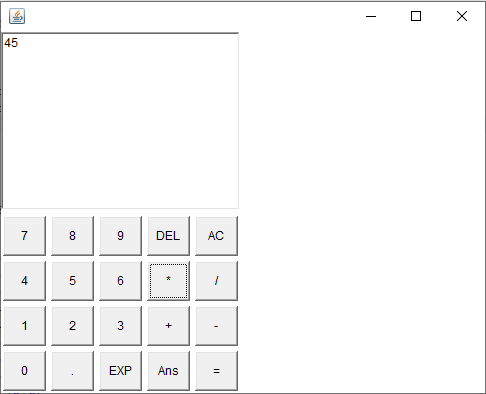 45
7 8 9 DEL AC
4 5 6 * /
1 2 3 + -
0 . EXP Ans =